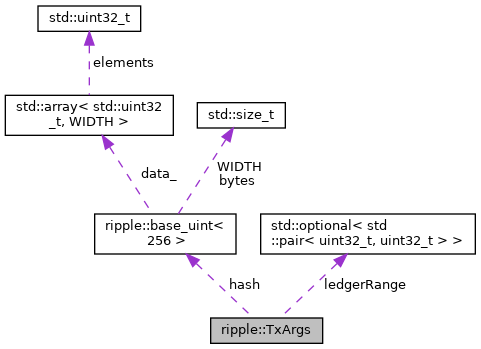 std::uint32_t
elements
std::array< std::uint32
_t, WIDTH >
std::size_t
data_
WIDTH
bytes
ripple::base_uint<
256 >
std::optional< std
::pair< uint32_t, uint32_t > >
hash
ledgerRange
ripple::TxArgs